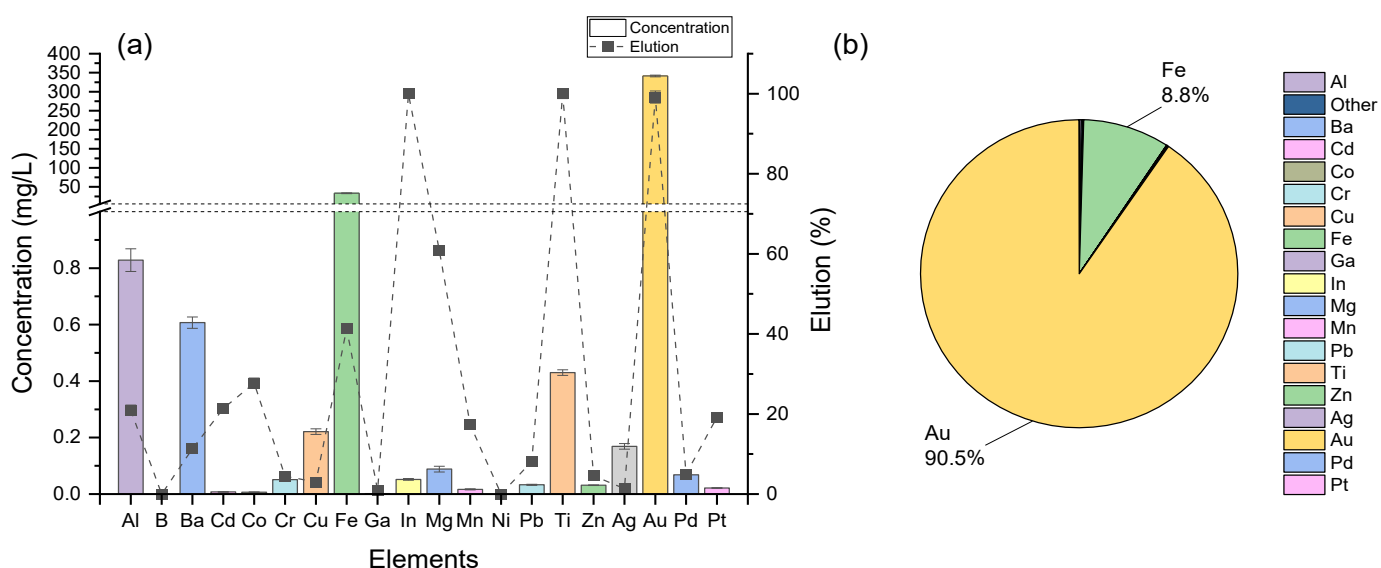 (a)
Concentration
Elution
400
350
300
250
200
150
100
50
0.8
0.6
0.4
0.2
0.0
Concentration (mg/L)
100
80
60
40
20
0
Elution (%)
Al B Ba Cd Co Cr Cu Fe Ga In Mg Mn Ni Pb Ti Zn Ag Au Pd Pt
Elements
(b)
Fe
8.8%
Au
90.5%
Al
Other
Ba
Cd
Co
Cr
Cu
Fe
Ga
In
Mg
Mn
Pb
Ti
Zn
Ag
Au
Pd
Pt